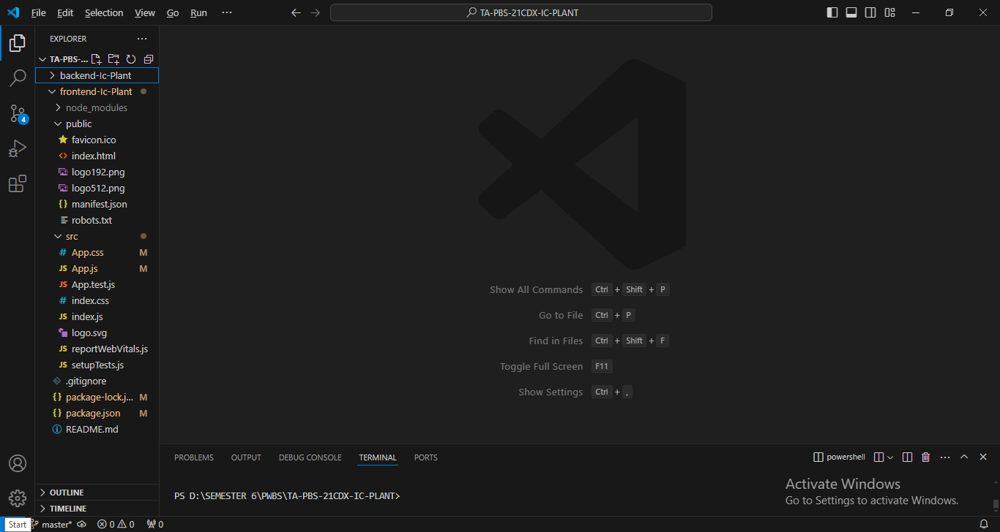 File Edit Selection View Go Run ···
TA-PBS-21CDX-IC-PLANT
EXPLORER ···
TA-PBS-...
backend-Ic-Plant
frontend-Ic-Plant
node_modules
public
favicon.ico
<> index.html
logo192.png
logo512.png
{} manifest.json
robots.txt
src
# App.css M
JS App.js M
JS App.test.js
# index.css
JS index.js
logo.svg
JS reportWebVitals.js
JS setupTests.js
.gitignore
{} package-lock.j... M
{} package.json M
README.md
OUTLINE
TIMELINE
4
Show All Commands Ctrl + Shift + P
Go to File Ctrl + P
Find in Files Ctrl + Shift + F
Toggle Full Screen F11
Show Settings Ctrl + ,
PROBLEMS OUTPUT DEBUG CONSOLE TERMINAL PORTS
powershell
PS D:\SEMESTER 6\PWBS\TA-PBS-21CDX-IC-PLANT>
Activate Windows
Go to Settings to activate Windows.
Start master* 0 0 0